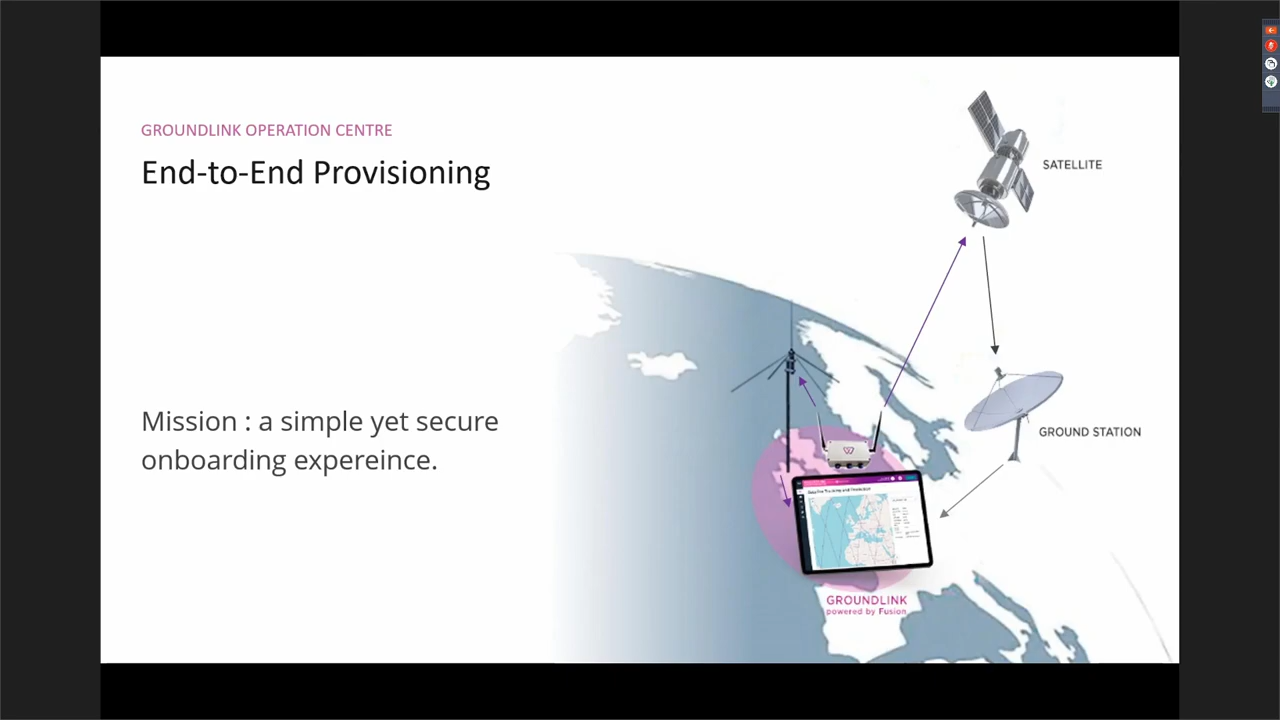 GROUNDLINK OPERATION CENTRE
End-to-End Provisioning
SATELLITE
Mission : a simple yet secure
onboarding expereince.
GROUND STATION
GROUNDLINK
powered by Fusion